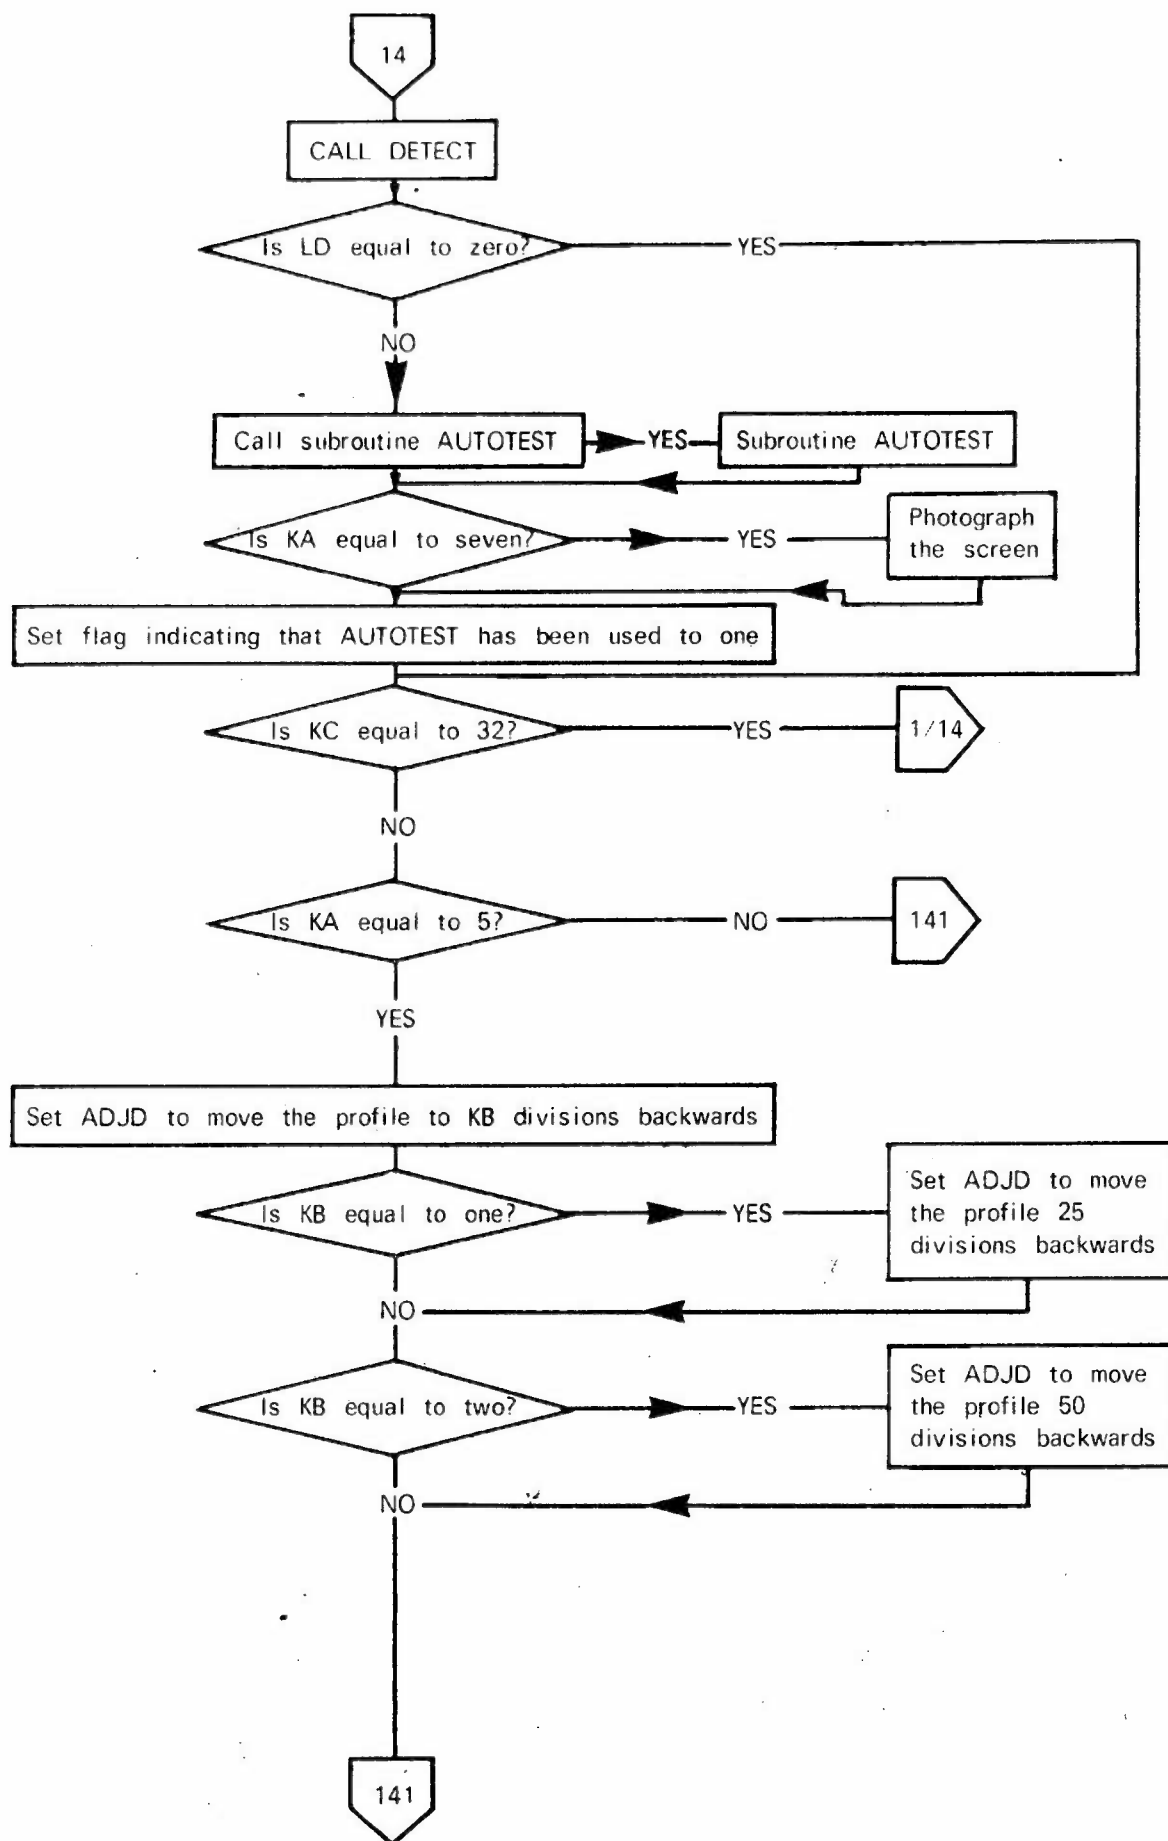 14
CALL DETECT
Is LD equal to zero?
YES
NO
Call subroutine AUTOTEST
YES
Subroutine AUTOTEST
Is KA equal to seven?
YES
Photograph
the screen
Set flag indicating that AUTOTEST has been used to one
Is KC equal to 32?
YES
1/14
NO
Is KA equal to 5?
NO
141
YES
Set ADJD to move the profile to KB divisions backwards
Is KB equal to one?
YES
Set ADJD to move
the profile 25
divisions backwards
NO
Is KB equal to two?
YES
Set ADJD to move
the profile 50
divisions backwards
NO
141